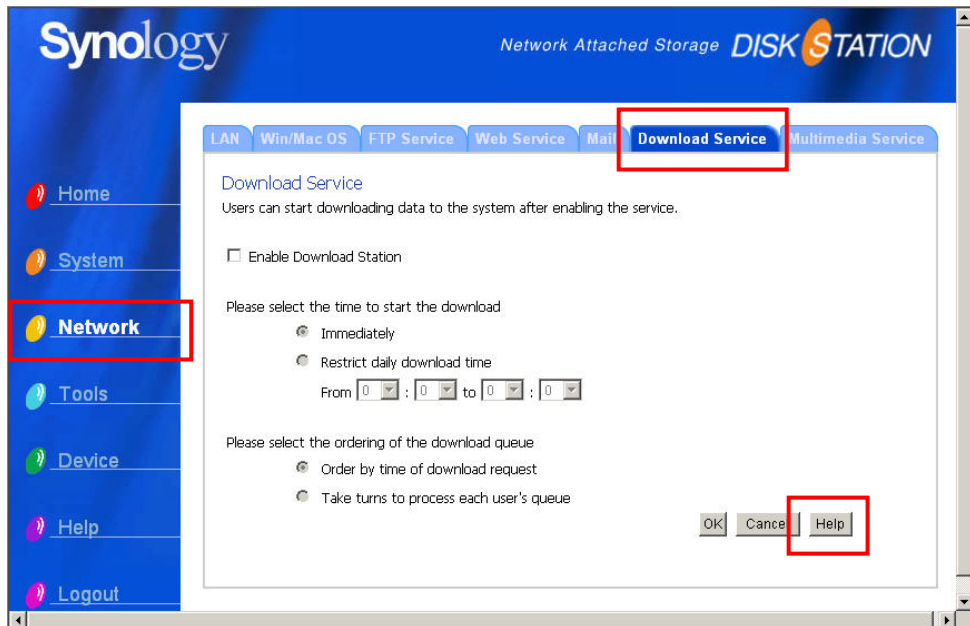 Synology
Network Attached Storage DISK STATION
LAN Win/Mac OS FTP Service Web Service Mail Download Service Multimedia Service
Download Service
Users can start downloading data to the system after enabling the service.
Enable Download Station
Please select the time to start the download
Immediately
Restrict daily download time
From 0 : 0 to 0 : 0
Please select the ordering of the download queue
Order by time of download request
Take turns to process each user's queue
OK Cancel Help
Home
System
Network
Tools
Device
Help
Logout